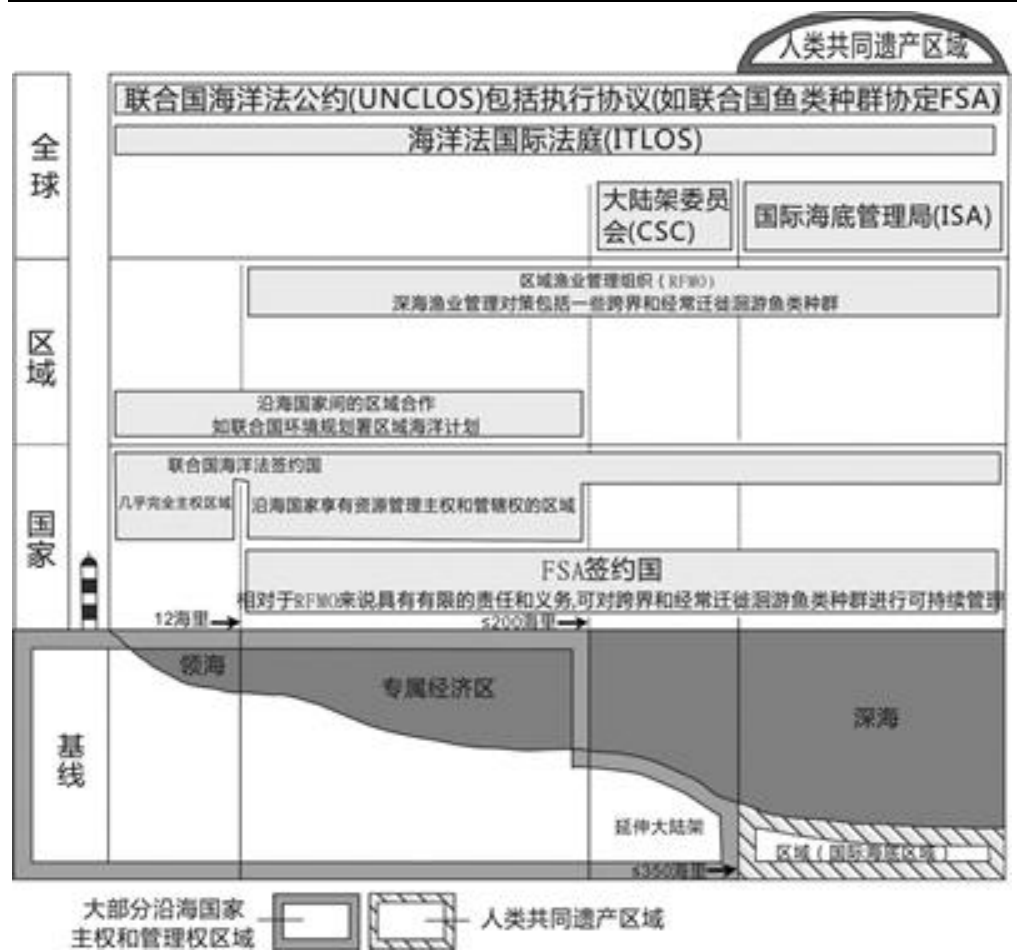 人类共同遗产区域
联合国海洋法公约(UNCLOS)包括执行协议(如联合国鱼类种群协定FSA)
海洋法国际法庭(ITLOS)
全球
大陆架委员
会(CSC)
国际海底管理局(ISA)
区域渔业管理组织(RFMO)
深海渔业管理对策包括一些跨界和经常迁徙洄游鱼类种群
区域
沿海国家间的区域合作
如联合国环境规划署区域海洋计划
联合国海洋法签约国
几乎完全主权区域
沿海国家享有资源管理主权和管辖权的区域
国家
FSA签约国
相对于RFMO来说具有有限的责任和义务,可对跨界和经常迁徙洄游鱼类种群进行可持续管理
12海里
≤200海里
领海
专属经济区
深海
基线
延伸大陆架
区域(国际海底区域)
≤350海里
大部分沿海国家
主权和管理权区域
人类共同遗产区域